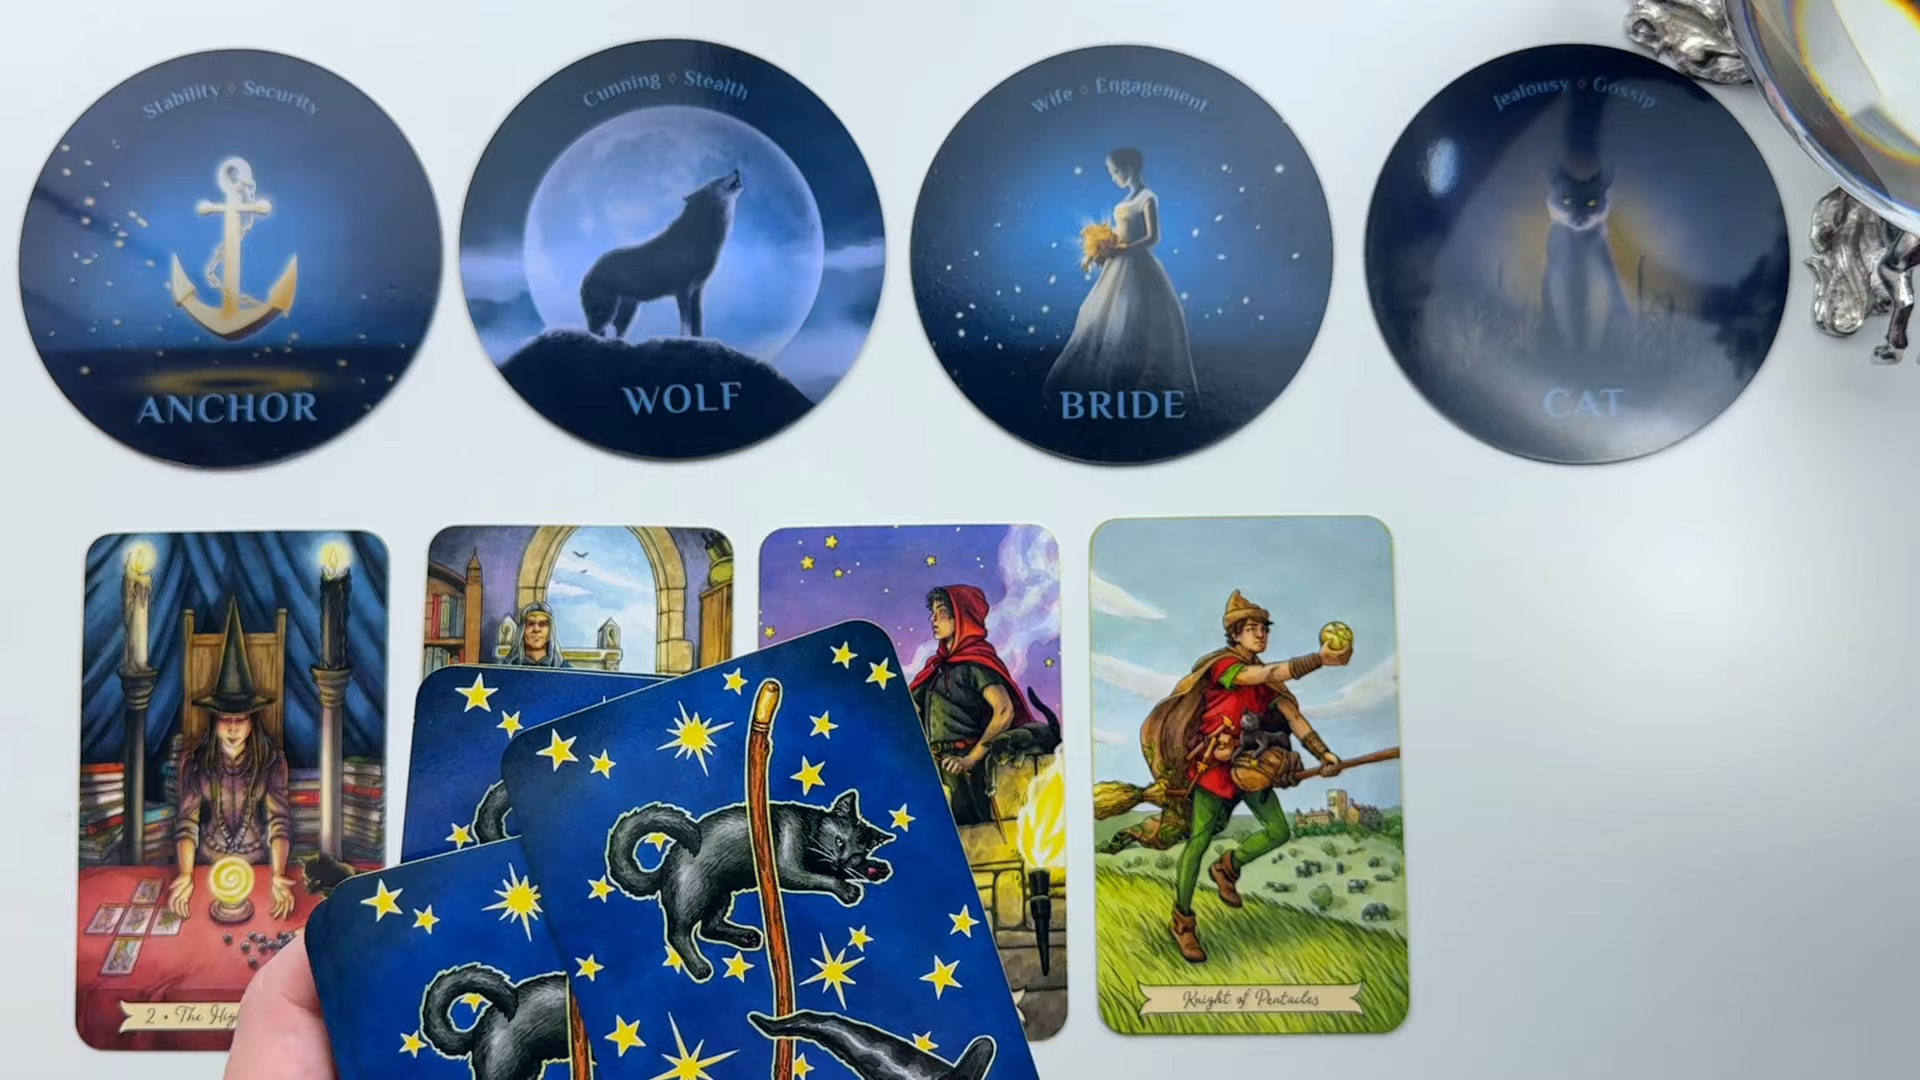 Stability ◊ Security
ANCHOR
Cunning ◊ Stealth
WOLF
Wife ◊ Engagement
BRIDE
Jealousy ◊ Gossip
CAT
2 • The
Knight of Pentacles